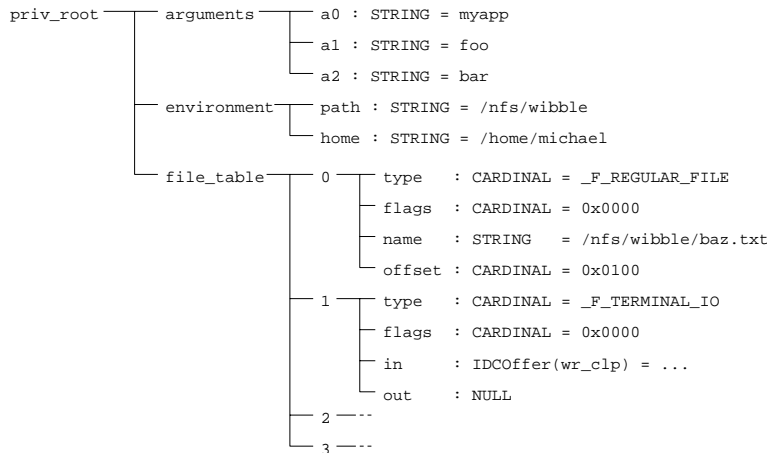 priv_root arguments a0 : STRING = myapp
a1 : STRING = foo
a2 : STRING = bar
environment path : STRING = /nfs/wibble
home : STRING = /home/michael
file_table 0 type : CARDINAL = _F_REGULAR_FILE
flags : CARDINAL = 0x0000
name : STRING = /nfs/wibble/baz.txt
offset : CARDINAL = 0x0100
1 type : CARDINAL = _F_TERMINAL_IO
flags : CARDINAL = 0x0000
in : IDCOffer(wr_clp) = ...
out : NULL
2
3